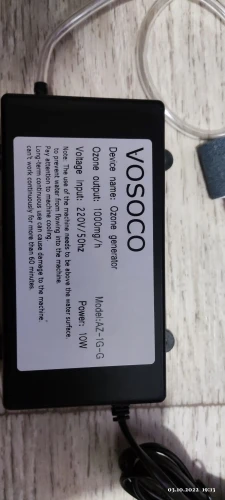 VOSOCO
Device name: Ozone generator Model:AZ-1G-G
Ozone output: 1000mg/h
Voltage input: 220V/50hz Power: 10W
Note: The use of the machine needs to be above the water surface
to prevent water from flowing into the machine.
Pay attention to machine cooling.
Long-term continuous use can cause damage to the machine,
can't work continuously for more than 60 minutes.
03.10.2022 19:13